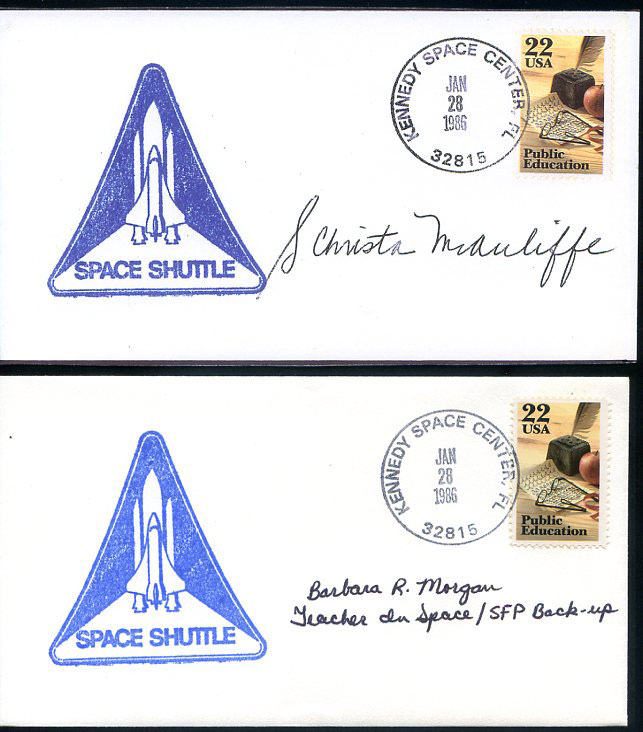 KENNEDY SPACE CENTER, FL
JAN
28
1986
32815
22
USA
Public
Education
S Christa McAuliffe
SPACE SHUTTLE
KENNEDY SPACE CENTER, FL
JAN
28
1986
32815
22
USA
Public
Education
Barbara R. Morgan
Teacher In Space/SFP Back-up
SPACE SHUTTLE